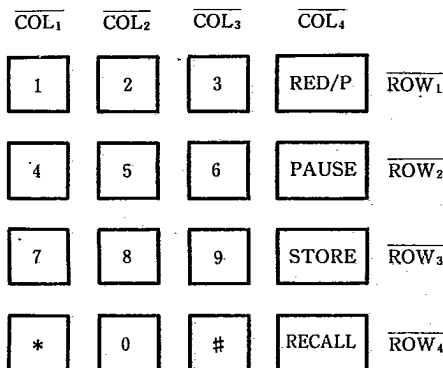 COL₁ COL₂ COL₃ COL₄
1 2 3 RED/P ROW₁
4 5 6 PAUSE ROW₂
7 8 9 STORE ROW₃
* 0 # RECALL ROW₄